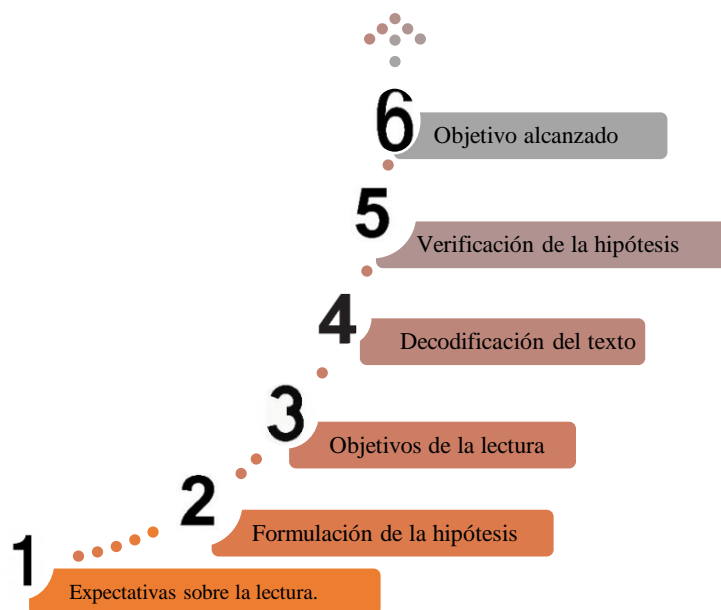 6
Objetivo alcanzado
5
Verificación de la hipótesis
4
Decodificación del texto
3
Objetivos de la lectura
2
Formulación de la hipótesis
1
Expectativas sobre la lectura.